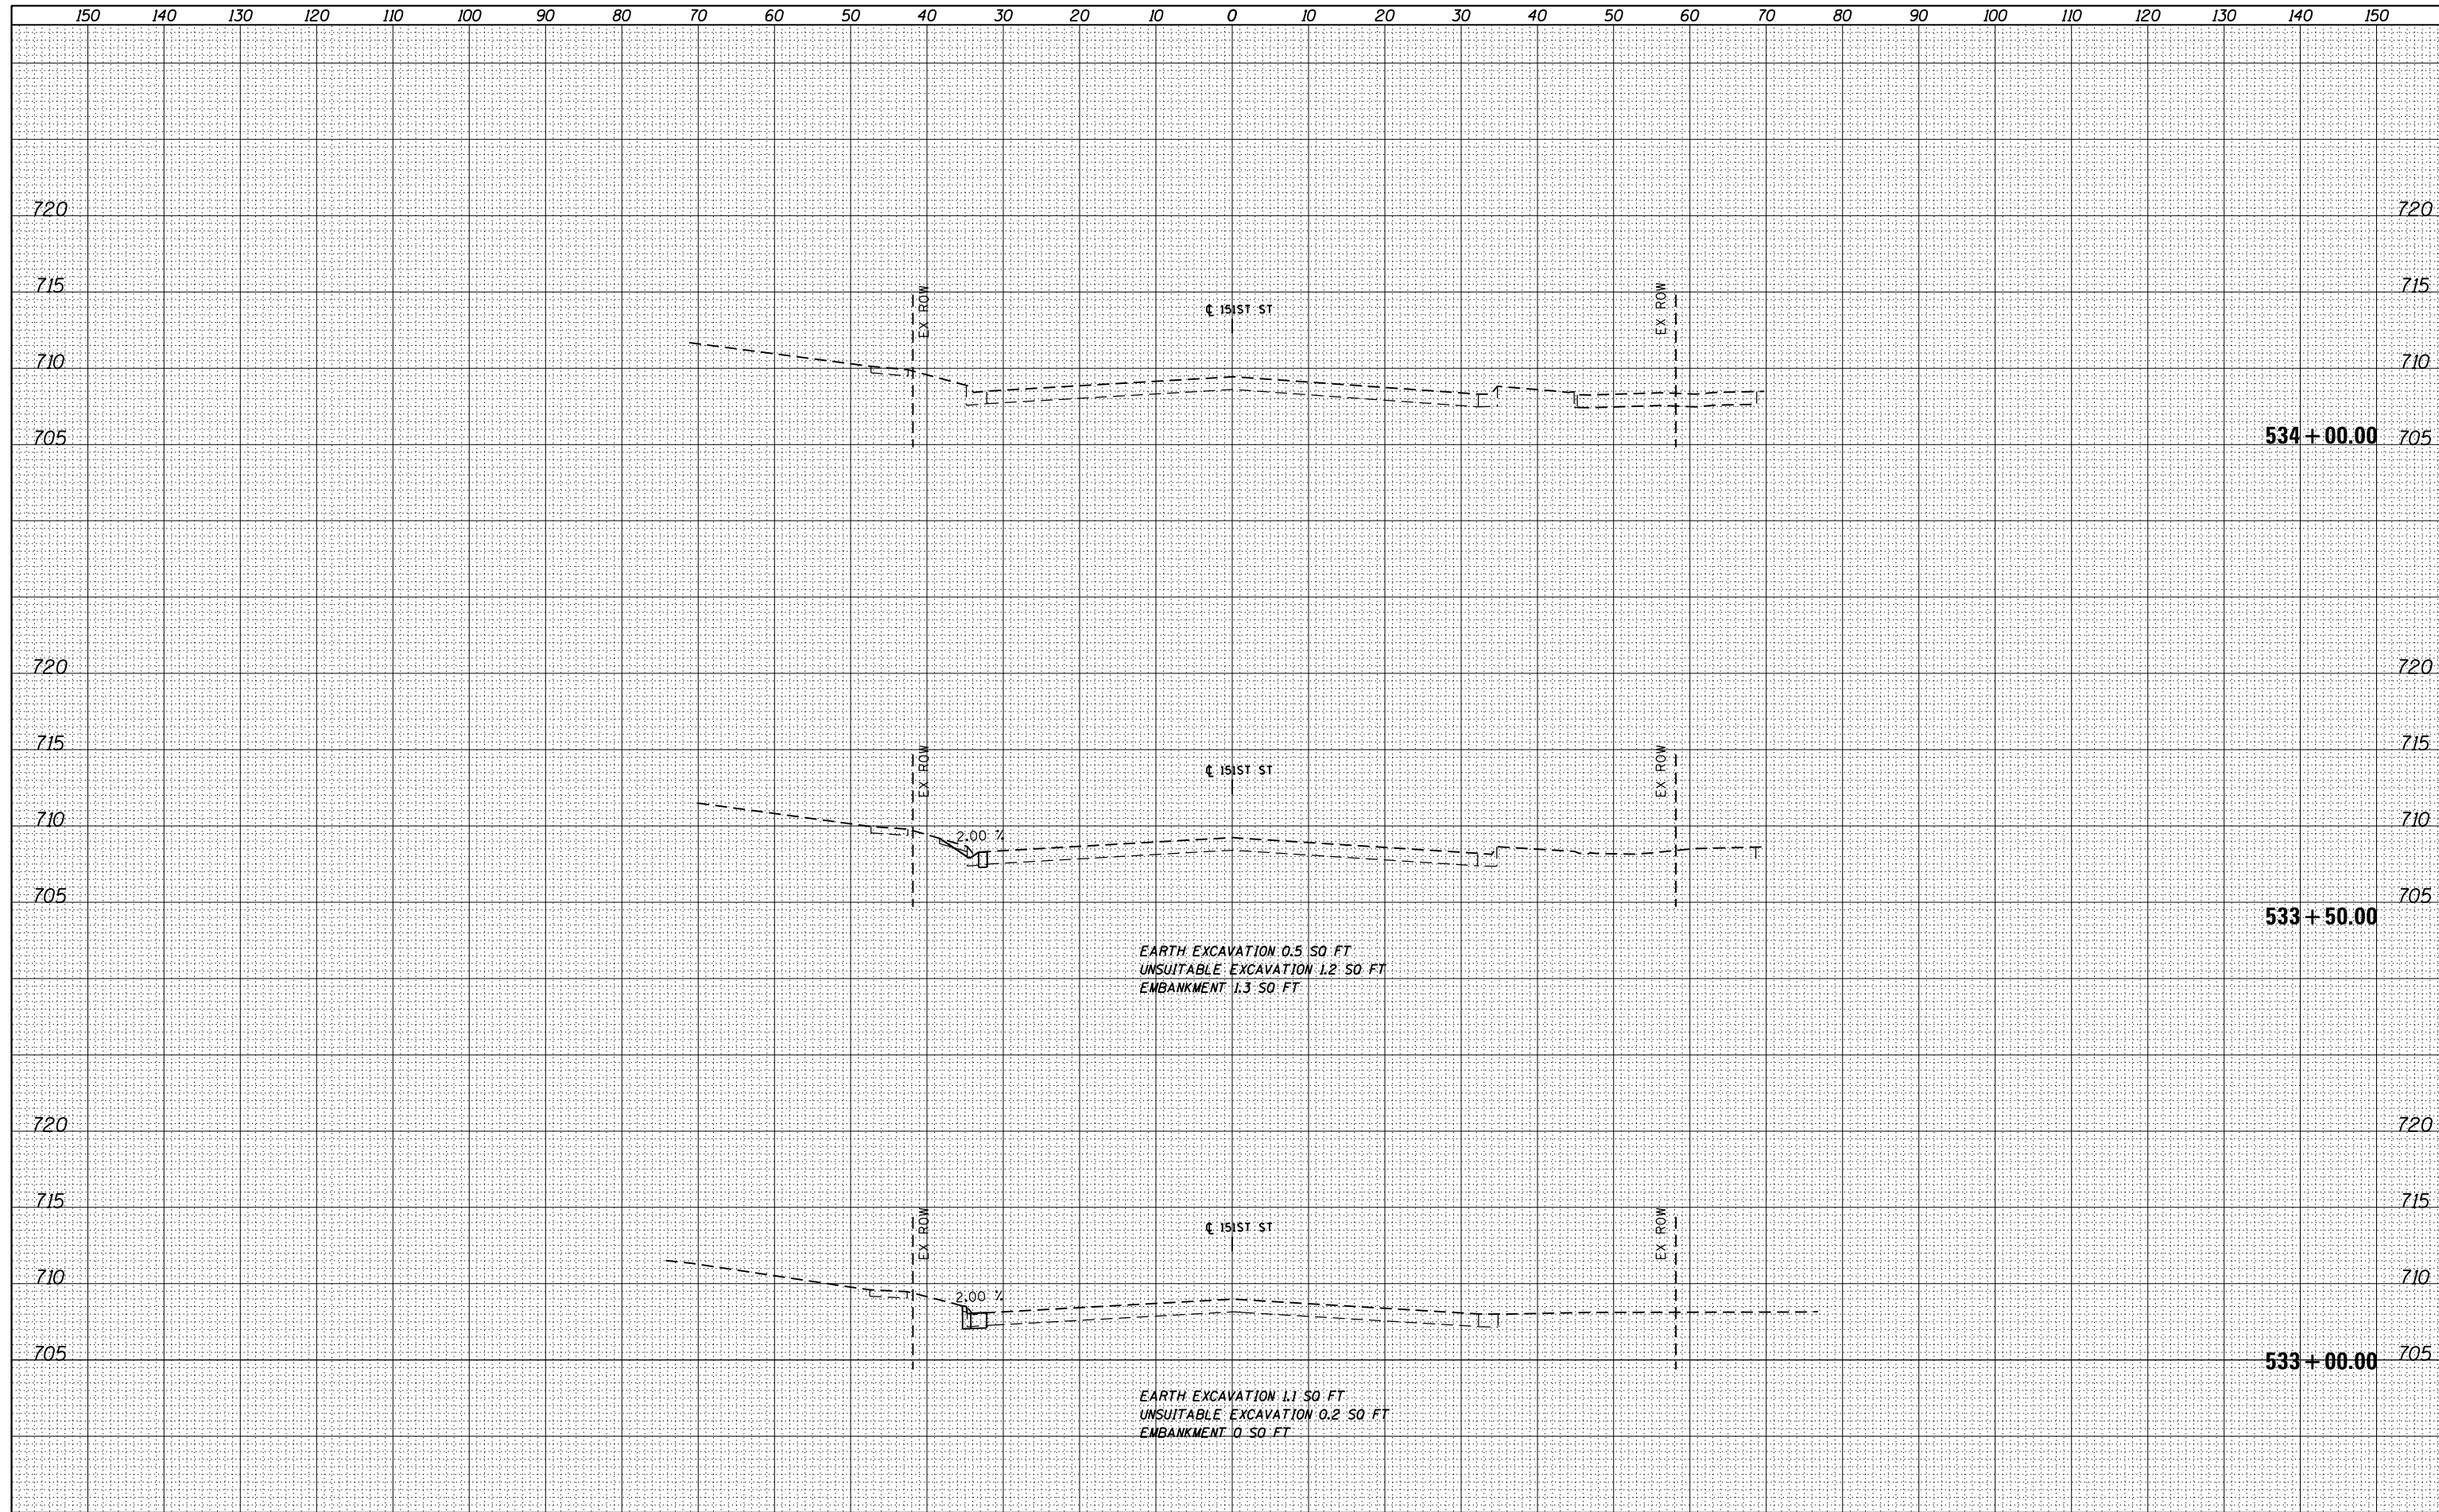 150 140 130 120 110 100 90 80 70 60 50 40 30 20 10 0 10 20 30 40 50 60 70 80 90 100 110 120 130 140 150
720 720
715 EX ROW EX ROW 715
℄ 151ST ST
710 710
705 534 + 00.00 705
720 720
715 EX ROW EX ROW 715
℄ 151ST ST
710 2.00 % 710
705 705
533 + 50.00
EARTH EXCAVATION 0.5 SQ FT
UNSUITABLE EXCAVATION 1.2 SQ FT
EMBANKMENT 1.3 SQ FT
720 720
715 EX ROW EX ROW 715
℄ 151ST ST
710 710
2.00 %
705 533 + 00.00 705
EARTH EXCAVATION 1.1 SQ FT
UNSUITABLE EXCAVATION 0.2 SQ FT
EMBANKMENT 0 SQ FT